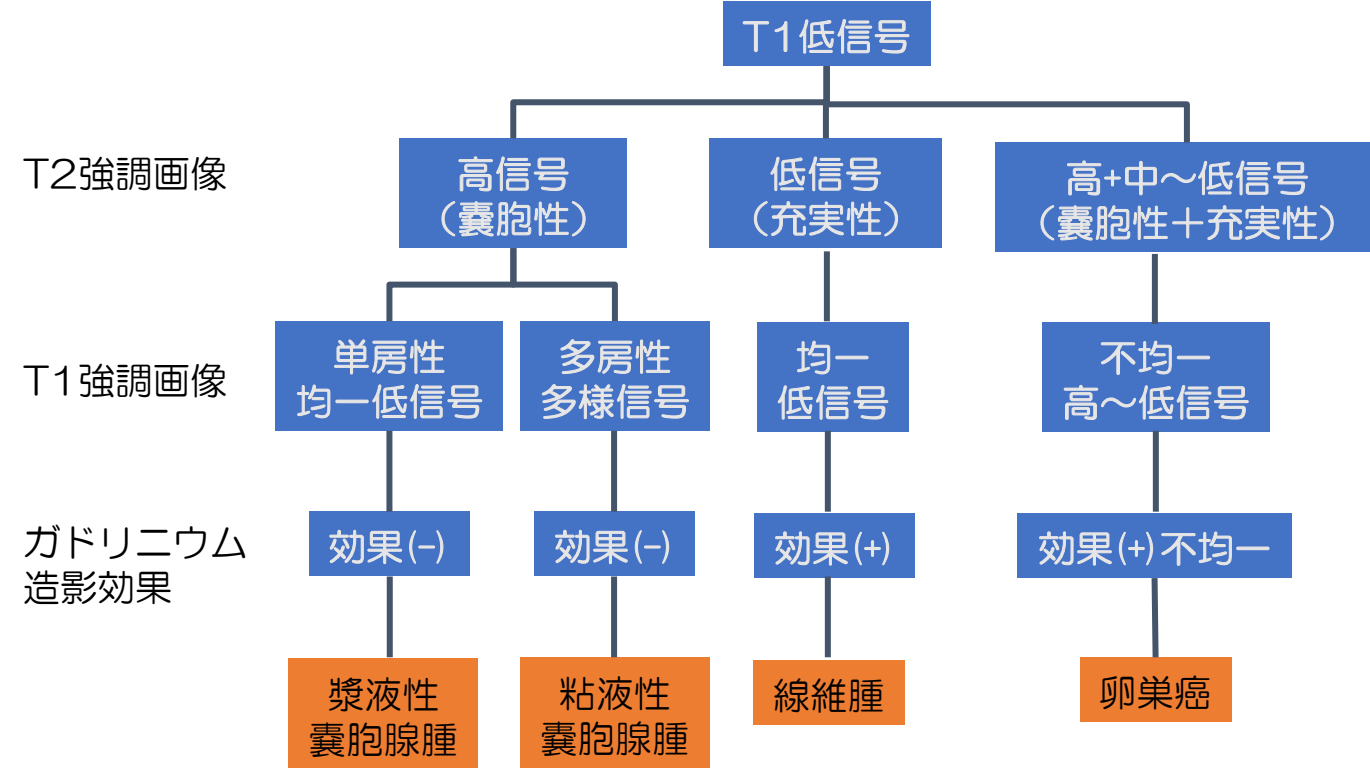 T1低信号
T2強調画像
高信号
（嚢胞性）
低信号
（充実性）
高+中～低信号
（嚢胞性＋充実性）
T1強調画像
単房性
均一低信号
多房性
多様信号
均一
低信号
不均一
高～低信号
ガドリニウム
造影効果
効果(-)
効果(-)
効果(+)
効果(+)不均一
漿液性
嚢胞腺腫
粘液性
嚢胞腺腫
線維腫
卵巣癌